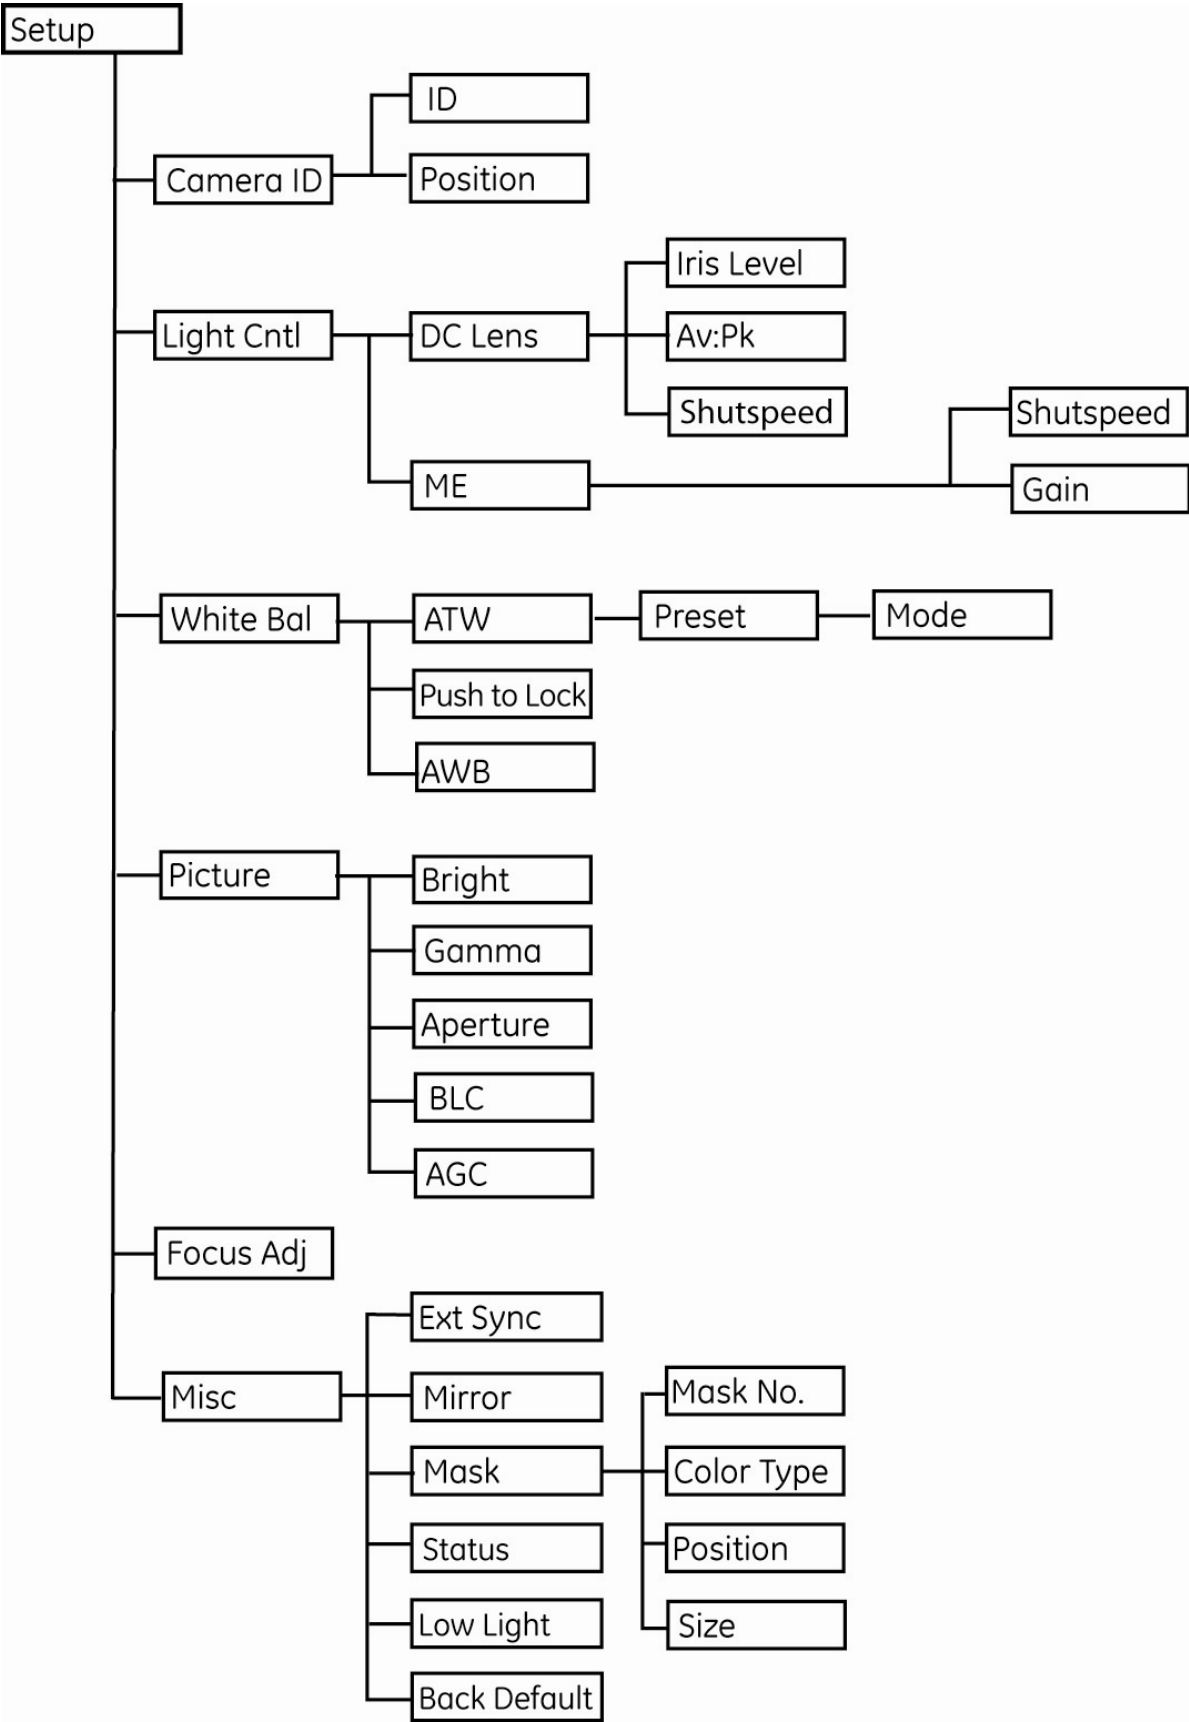 Setup
ID
Camera ID
Position
Iris Level
Light Cntl
DC Lens
Av:Pk
Shutspeed
Shutspeed
ME
Gain
White Bal
ATW
Preset
Mode
Push to Lock
AWB
Picture
Bright
Gamma
Aperture
BLC
AGC
Focus Adj
Ext Sync
Misc
Mirror
Mask No.
Mask
Color Type
Status
Position
Low Light
Size
Back Default